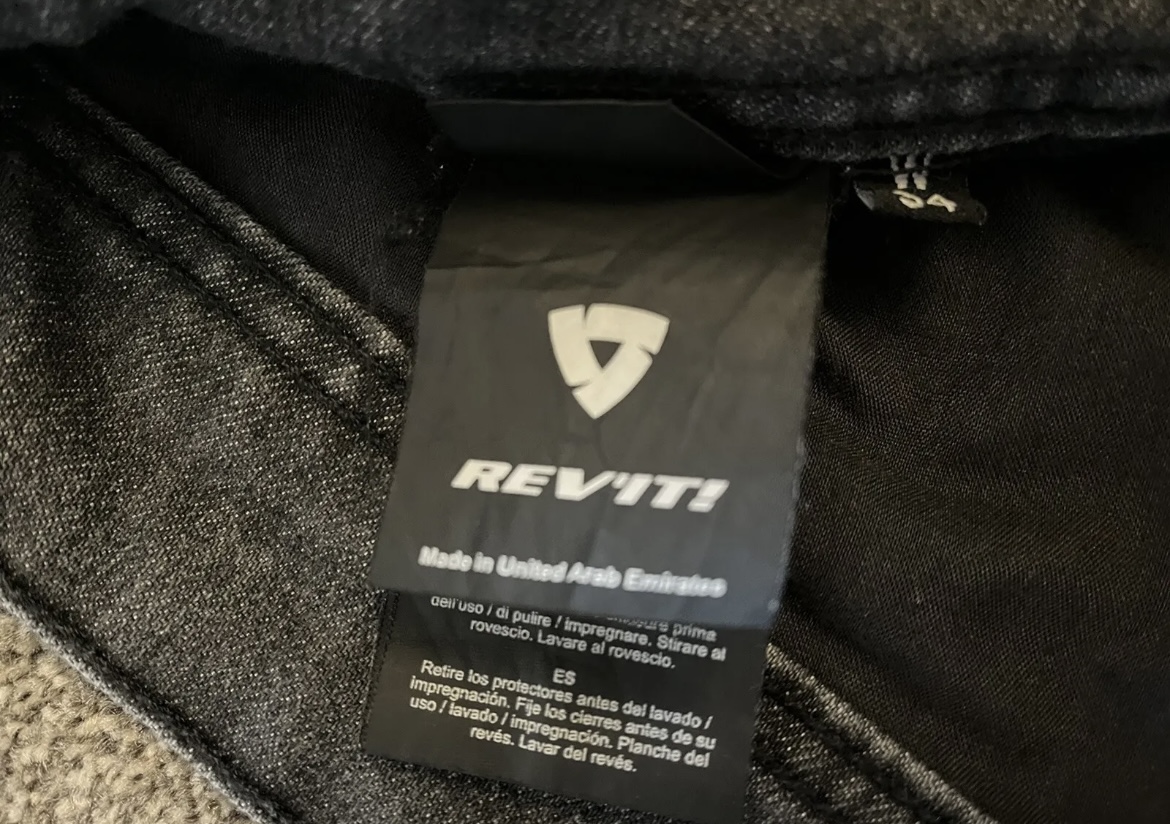 34
REV'IT!
Made in United Arab Emirates
dell'uso / di pulire / impregnare. Stirare al
prima
rovescio. Lavare al rovescio.
ES
Retire los protectores antes del lavado /
impregnación. Fije los cierres antes de su
uso / lavado / impregnación. Planche del
revés. Lavar del revés.